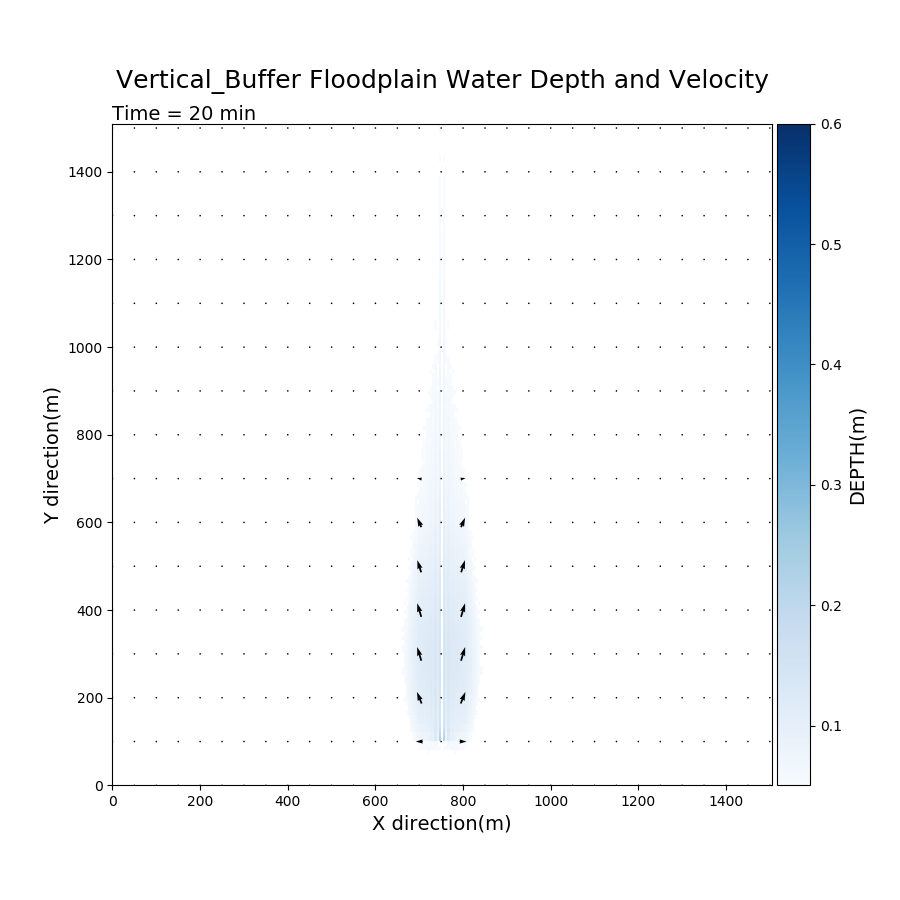 Vertical_Buffer Floodplain Water Depth and Velocity
Time = 20 min
0.6
1400
1200
0.5
1000
0.4
Y direction(m)
800
DEPTH(m)
0.3
600
400
0.2
200
0.1
0
0 200 400 600 800 1000 1200 1400
X direction(m)